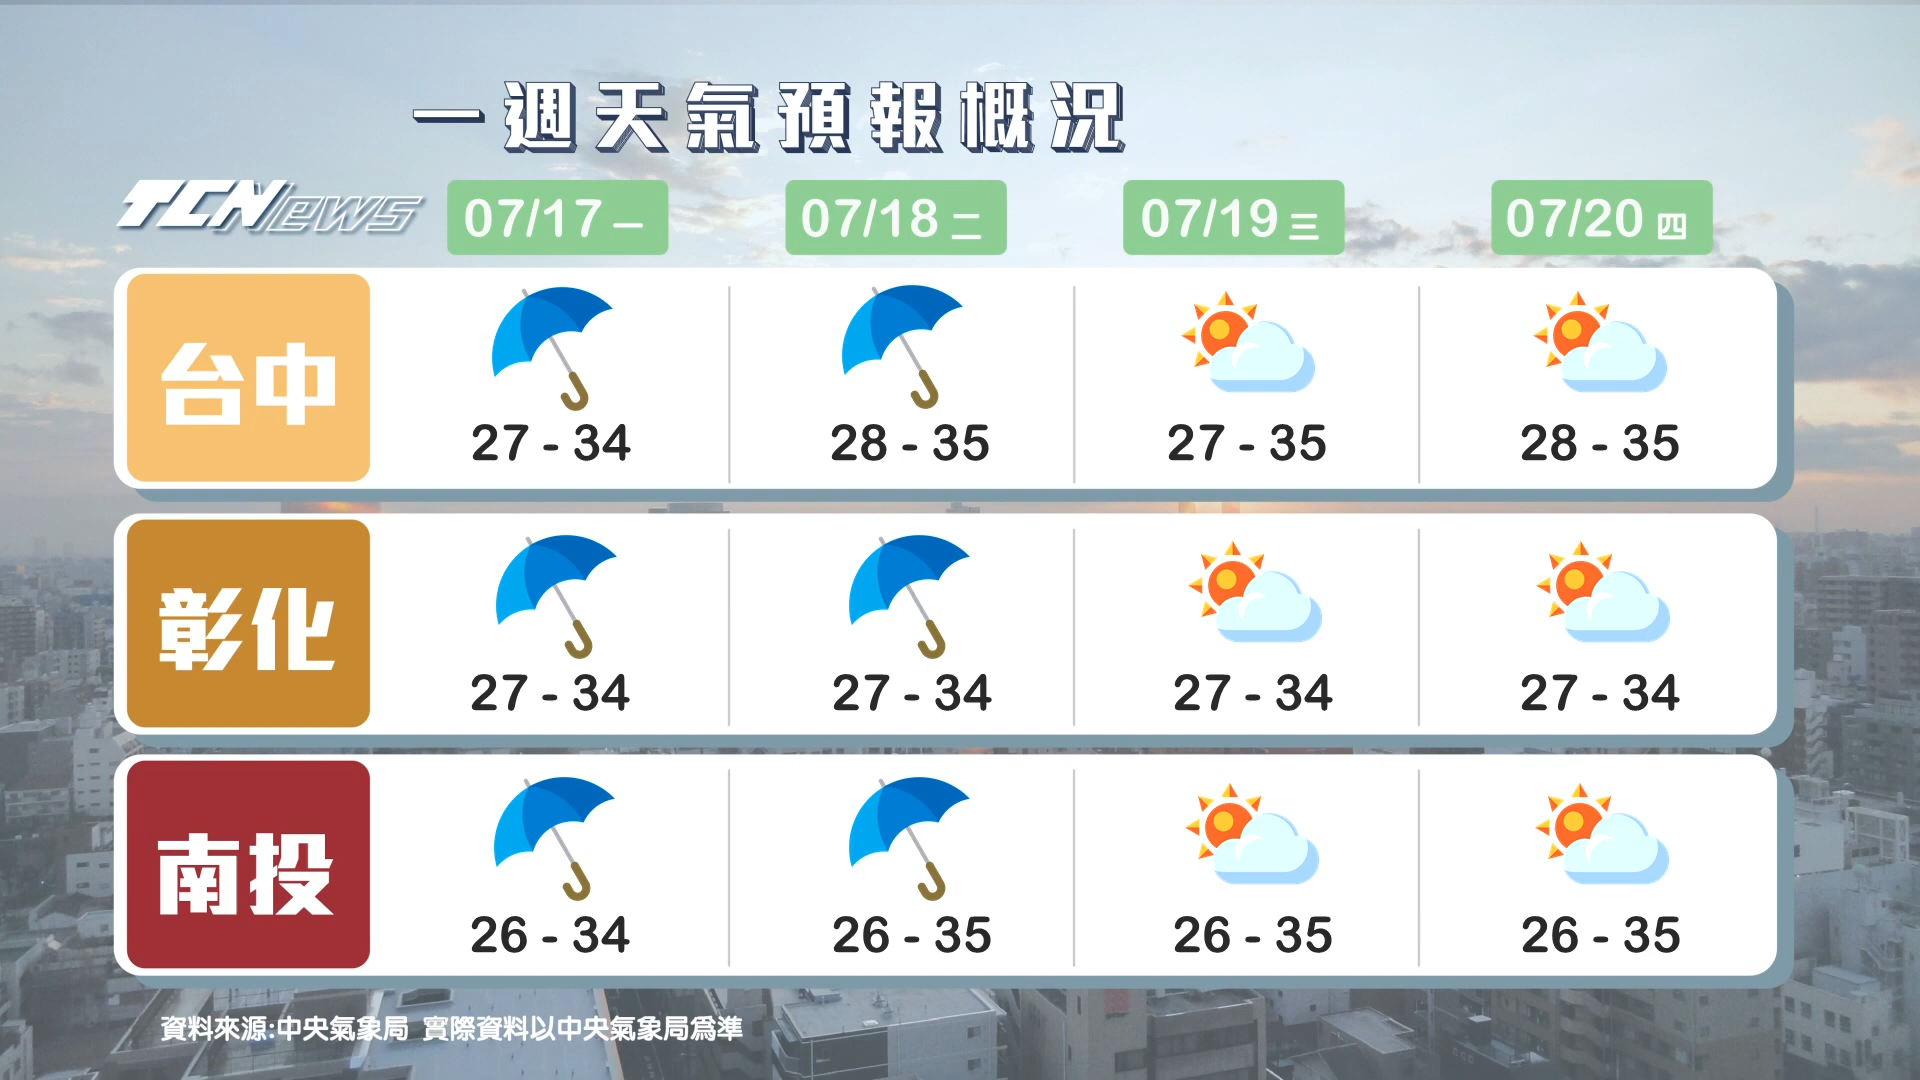 一週天氣預報概況
TCNews
07/17 一 07/18 二 07/19 三 07/20 四
台中
27 - 34 28 - 35 27 - 35 28 - 35
彰化
27 - 34 27 - 34 27 - 34 27 - 34
南投
26 - 34 26 - 35 26 - 35 26 - 35
資料來源:中央氣象局 實際資料以中央氣象局為準